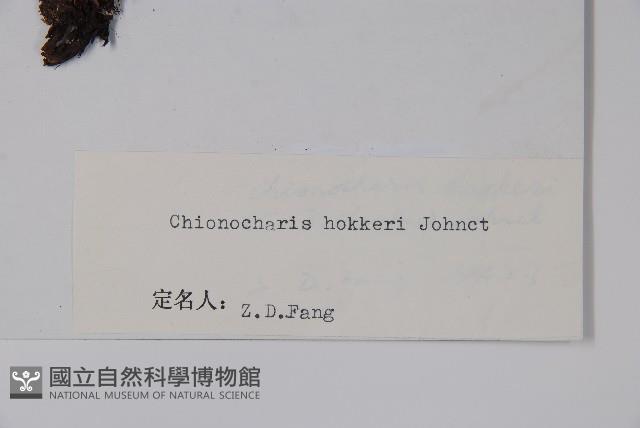 Chionocharis hokkeri Johnct
定名人: Z.D.Fang
國立自然科學博物館
NATIONAL MUSEUM OF NATURAL SCIENCE